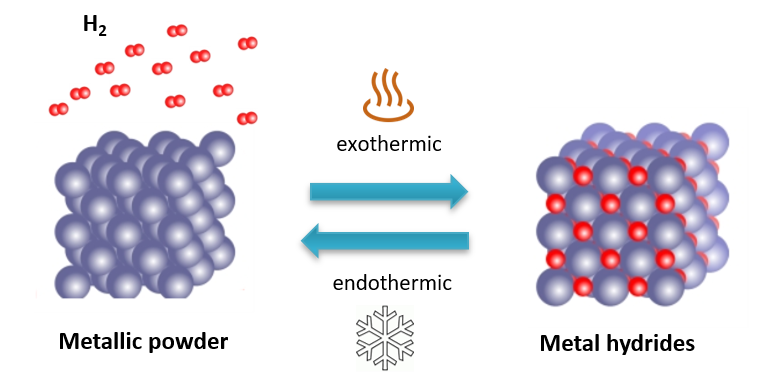 H₂
exothermic
endothermic
Metallic powder
Metal hydrides